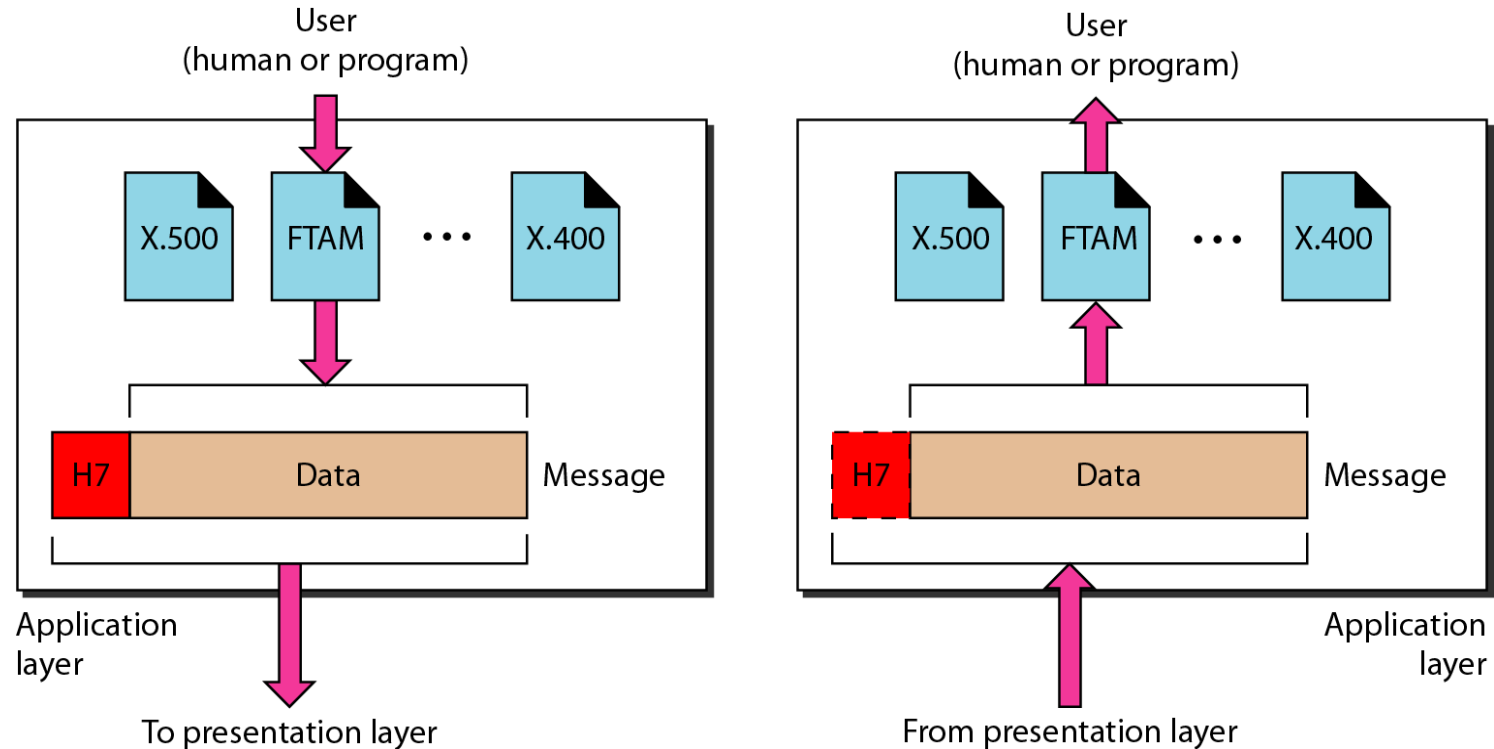 User
(human or program)
X.500
FTAM
...
X.400
H7
Data
Message
Application
layer
To presentation layer
User
(human or program)
X.500
FTAM
...
X.400
H7
Data
Message
Application
layer
From presentation layer